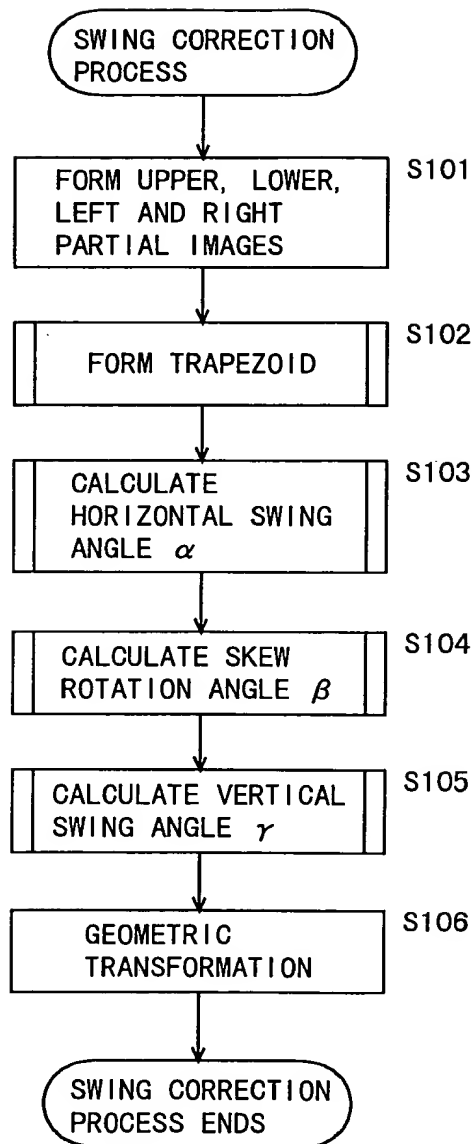 SWING CORRECTION
PROCESS
S101
FORM UPPER, LOWER,
LEFT AND RIGHT
PARTIAL IMAGES
S102
FORM TRAPEZOID
S103
CALCULATE
HORIZONTAL SWING
ANGLE α
S104
CALCULATE SKEW
ROTATION ANGLE β
S105
CALCULATE VERTICAL
SWING ANGLE γ
S106
GEOMETRIC
TRANSFORMATION
SWING CORRECTION
PROCESS ENDS